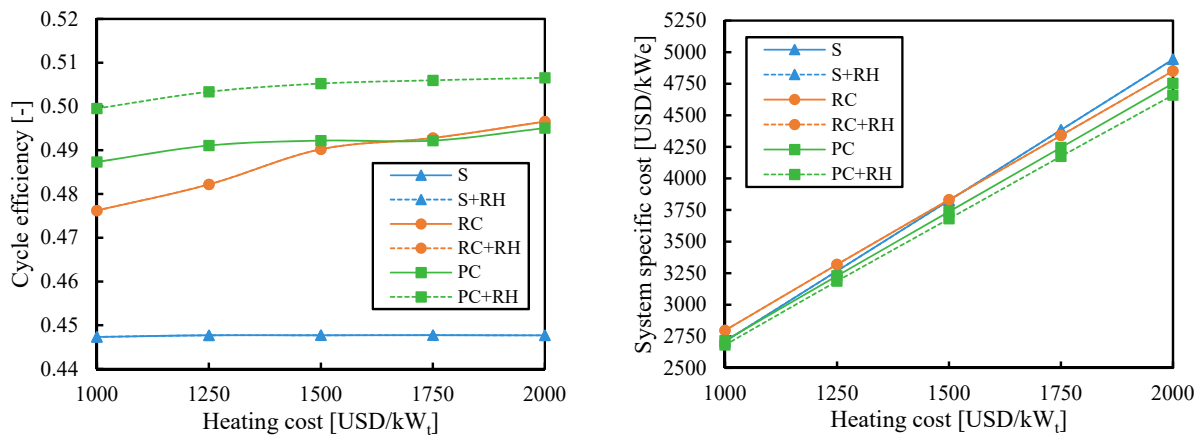 Cycle efficiency [-]
0.52
0.51
0.50
0.49
0.48
0.47
0.46
0.45
0.44
S
S+RH
RC
RC+RH
PC
PC+RH
1000 1250 1500 1750 2000
Heating cost [USD/kWt]
System specific cost [USD/kWe]
5250
5000
4750
4500
4250
4000
3750
3500
3250
3000
2750
2500
S
S+RH
RC
RC+RH
PC
PC+RH
1000 1250 1500 1750 2000
Heating cost [USD/kWt]